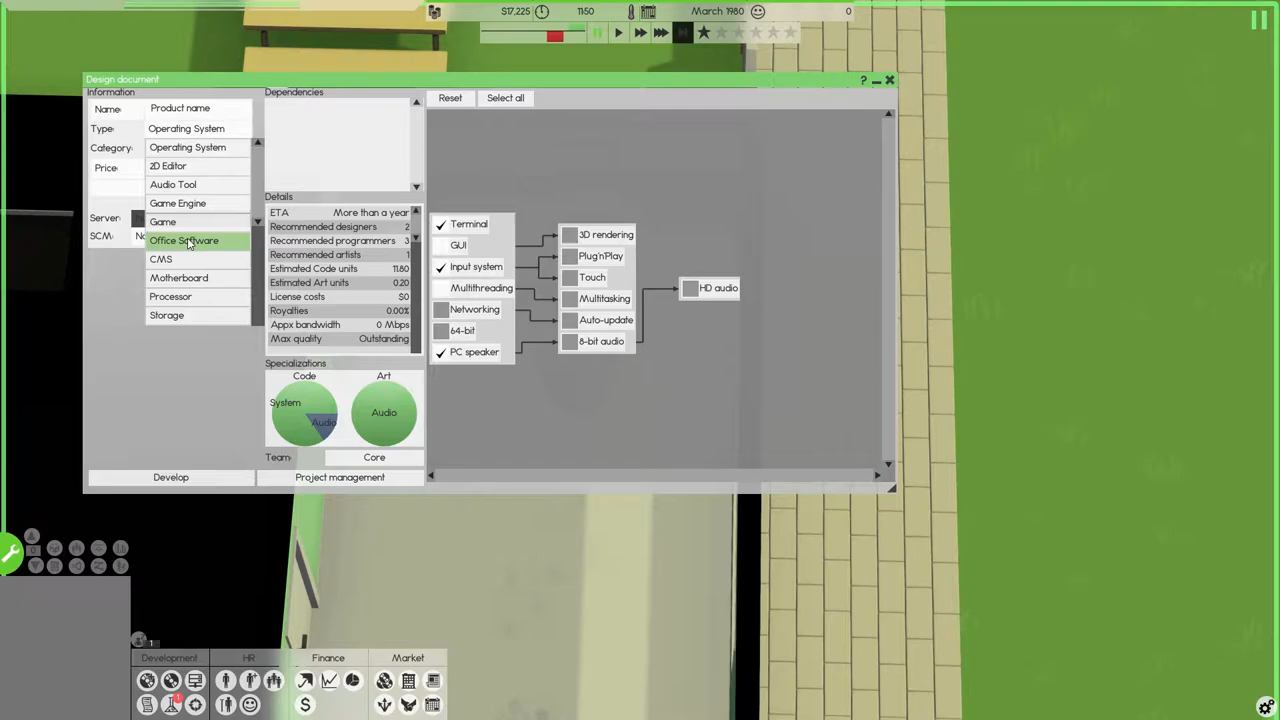 $17,225
1150
March 1980
0
Design document
?
Information
Name:
Product name
Type:
Operating System
Category:
Operating System
2D Editor
Price:
Audio Tool
Game Engine
Server:
Game
SCM:
Office Software
CMS
Motherboard
Processor
Storage
Develop
Dependencies
Details
ETA More than a year
Recommended designers 2
Recommended programmers 3
Recommended artists 1
Estimated Code units 11.80
Estimated Art units 0.20
License costs $0
Royalties 0.00%
Appx bandwidth 0 Mbps
Max quality Outstanding
Specializations
Code
Art
System
Audio
Audio
Team:
Core
Project management
Reset
Select all
Terminal
GUI
Input system
Multithreading
Networking
64-bit
PC speaker
3D rendering
Plug'n'Play
Touch
Multitasking
Auto-update
8-bit audio
HD audio
0
1
Development
HR
Finance
Market
1
$